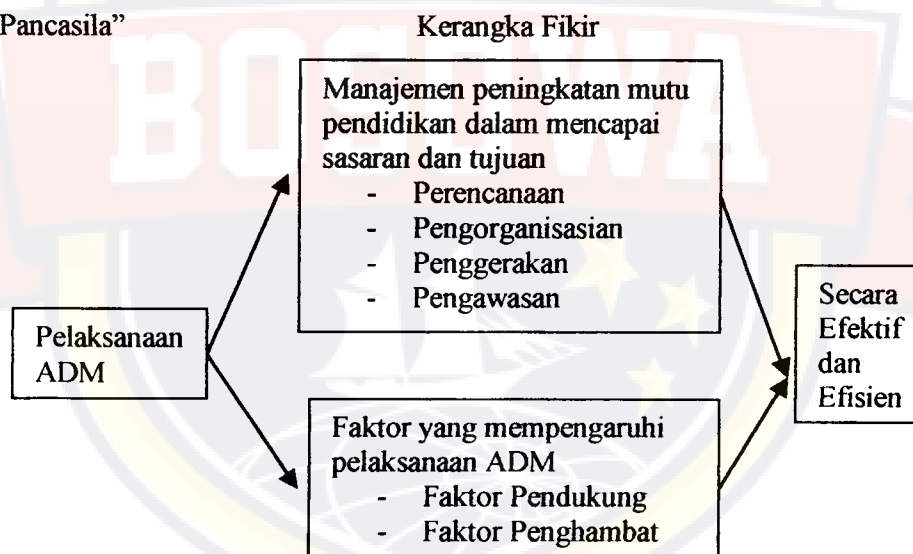 Pancasila”
Kerangka Fikir
BOSOWA
Manajemen peningkatan mutu
pendidikan dalam mencapai
sasaran dan tujuan
- Perencanaan
- Pengorganisasian
- Penggerakan
- Pengawasan
Pelaksanaan
ADM
Secara
Efektif
dan
Efisien
Faktor yang mempengaruhi
pelaksanaan ADM
- Faktor Pendukung
- Faktor Penghambat